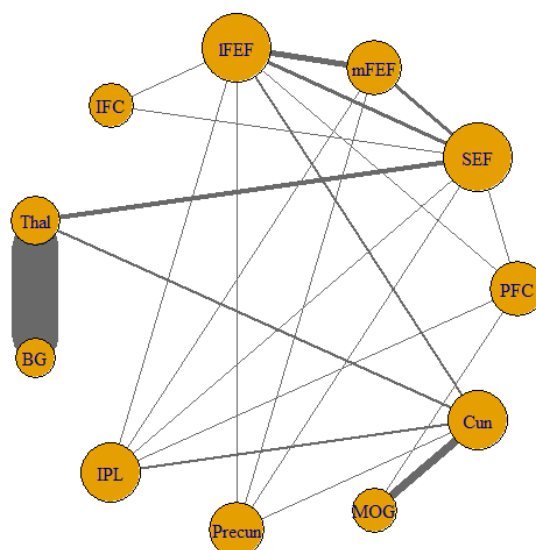 lFEF
mFEF
IFC
SEF
Thal
PFC
BG
Cun
IPL
MOG
Precun